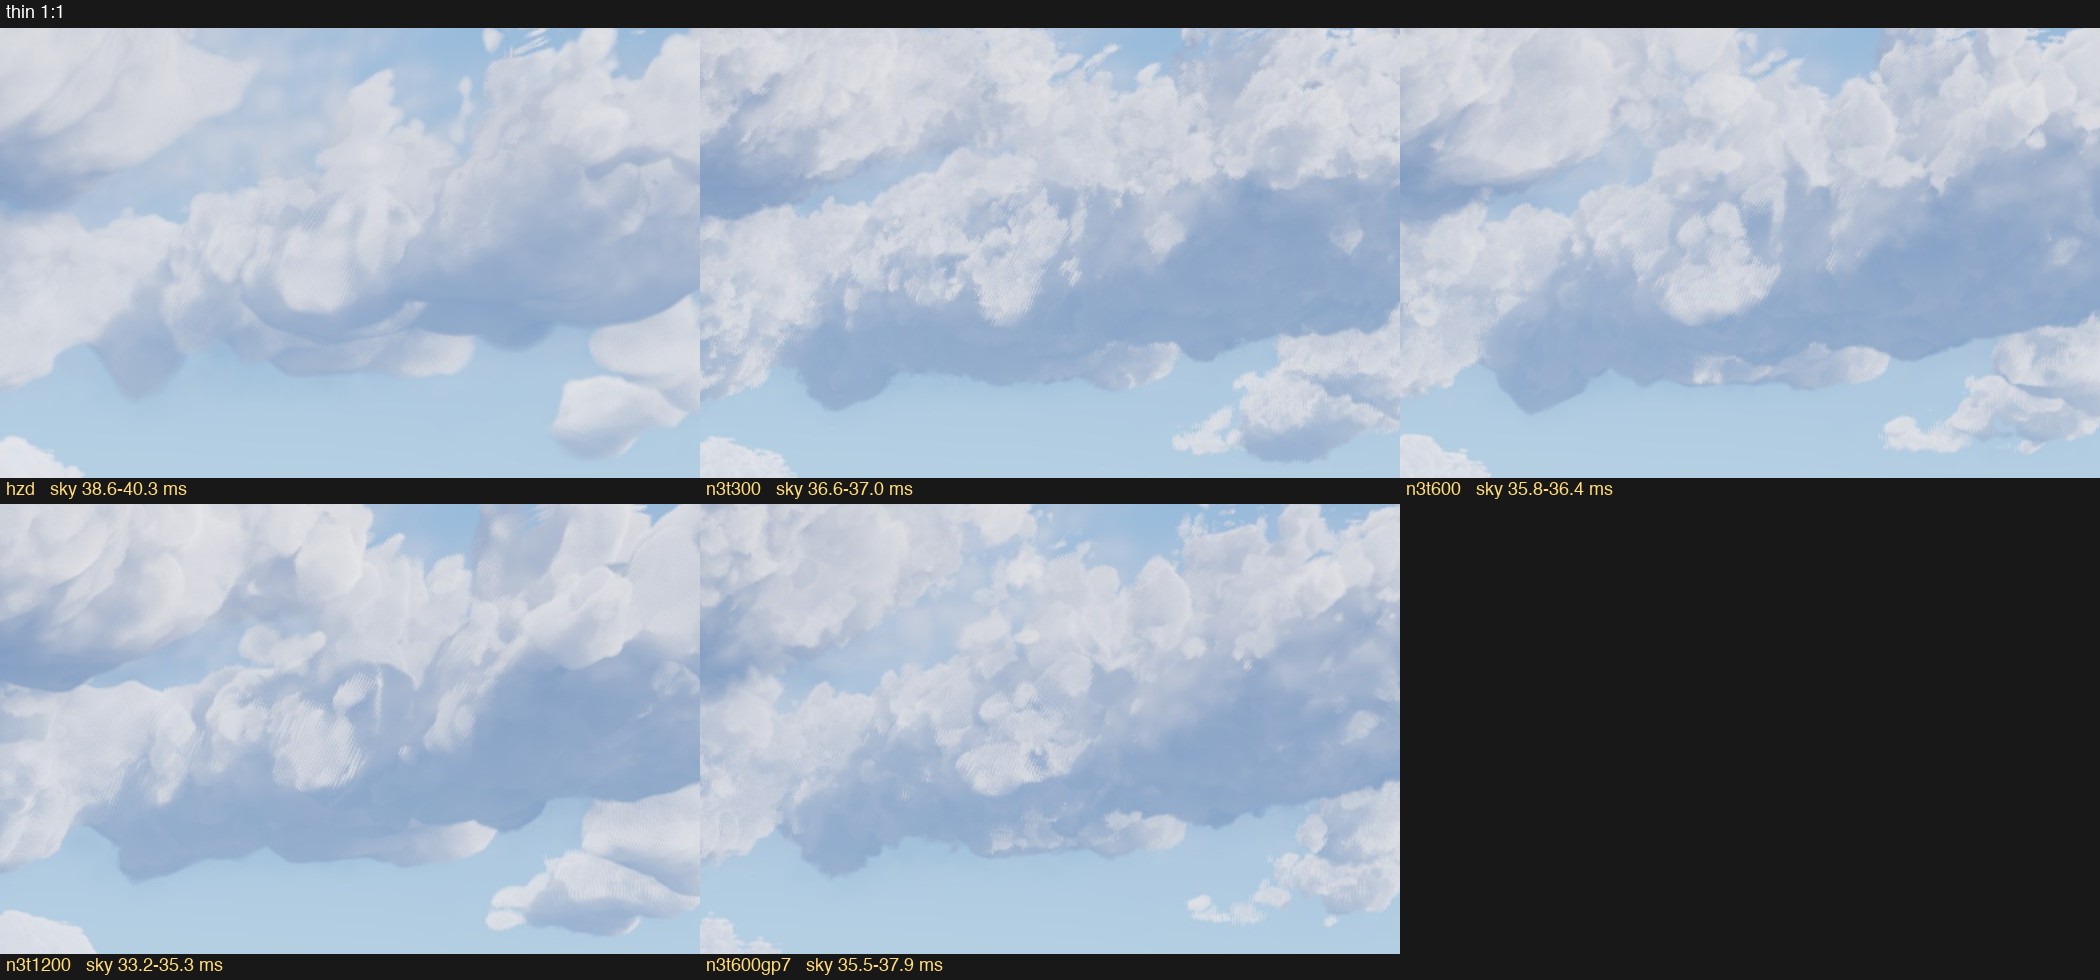 thin 1:1
hzd sky 38.6-40.3 ms
n3t300 sky 36.6-37.0 ms
n3t600 sky 35.8-36.4 ms
n3t1200 sky 33.2-35.3 ms
n3t600gp7 sky 35.5-37.9 ms